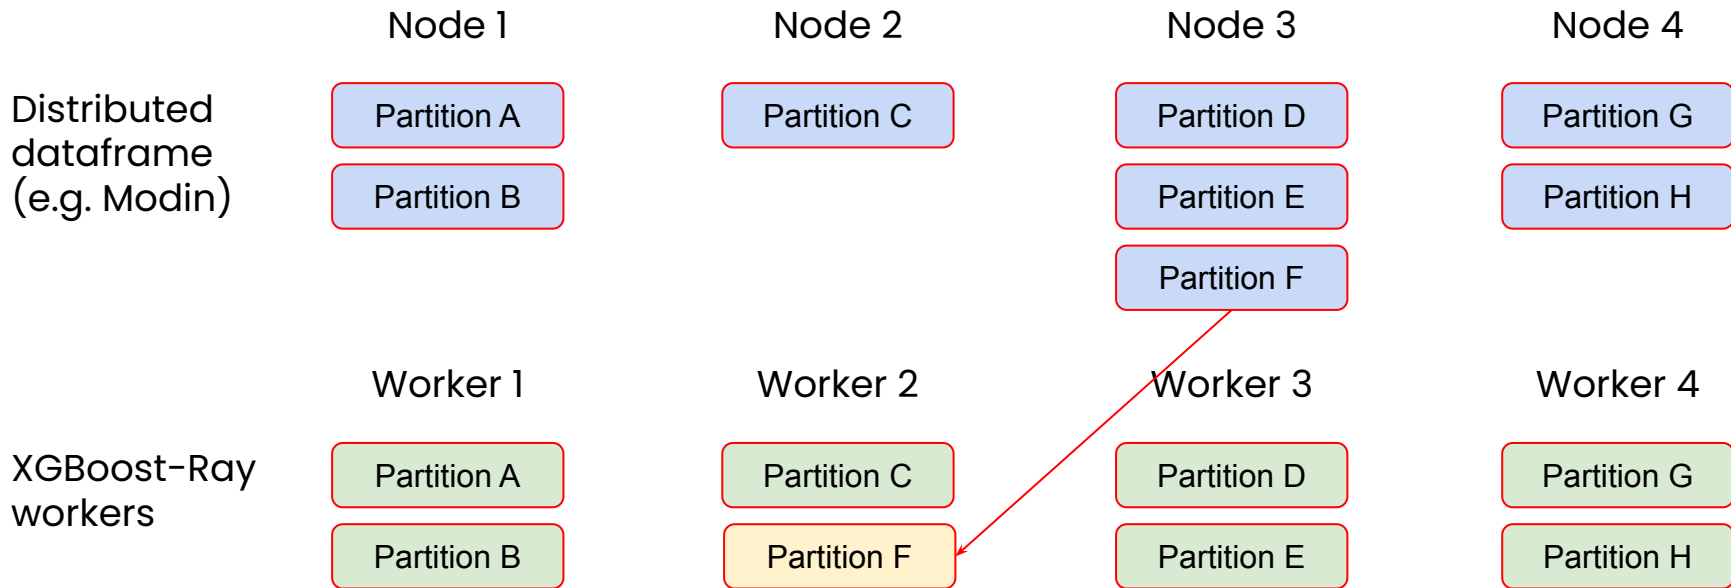 Node 1
Node 2
Node 3
Node 4
Distributed
dataframe
(e.g. Modin)
Partition A
Partition C
Partition D
Partition G
Partition B
Partition E
Partition H
Partition F
Worker 1
Worker 2
Worker 3
Worker 4
XGBoost-Ray
workers
Partition A
Partition C
Partition D
Partition G
Partition B
Partition F
Partition E
Partition H